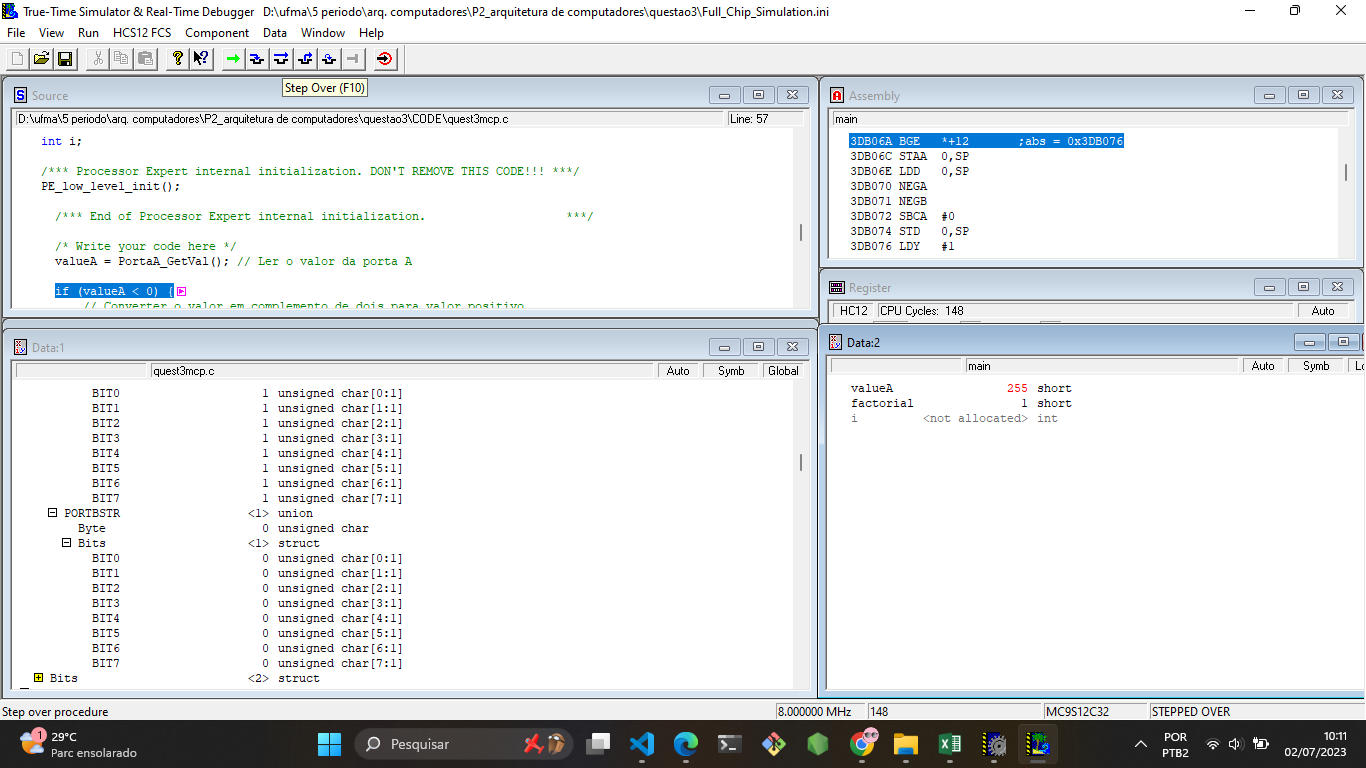 True-Time Simulator & Real-Time Debugger D:\ufma\5 periodo\arq. computadores\P2_arquitetura de computadores\questao3\Full_Chip_Simulation.ini
File View Run HCS12 FCS Component Data Window Help
Step Over (F10)
Source
D:\ufma\5 periodo\arq. computadores\P2_arquitetura de computadores\questao3\CODE\quest3mcp.c Line: 57
int i;
/*** Processor Expert internal initialization. DON'T REMOVE THIS CODE!!! ***/
PE_low_level_init();
/*** End of Processor Expert internal initialization. ***/
/* Write your code here */
valueA = PortaA_GetVal(); // Ler o valor da porta A
if (valueA < 0) {
// Converter o valor em complemento de dois para valor positivo
Assembly
main
3DB06A BGE *+12 ;abs = 0x3DB076
3DB06C STAA 0,SP
3DB06E LDD 0,SP
3DB070 NEGA
3DB071 NEGB
3DB072 SBCA #0
3DB074 STD 0,SP
3DB076 LDY #1
Register
HC12 CPU Cycles: 148 Auto
Data:1
quest3mcp.c Auto Symb Global
BIT0 1 unsigned char[0:1]
BIT1 1 unsigned char[1:1]
BIT2 1 unsigned char[2:1]
BIT3 1 unsigned char[3:1]
BIT4 1 unsigned char[4:1]
BIT5 1 unsigned char[5:1]
BIT6 1 unsigned char[6:1]
BIT7 1 unsigned char[7:1]
PORTBSTR <1> union
Byte 0 unsigned char
Bits <1> struct
BIT0 0 unsigned char[0:1]
BIT1 0 unsigned char[1:1]
BIT2 0 unsigned char[2:1]
BIT3 0 unsigned char[3:1]
BIT4 0 unsigned char[4:1]
BIT5 0 unsigned char[5:1]
BIT6 0 unsigned char[6:1]
BIT7 0 unsigned char[7:1]
Bits <2> struct
Data:2
main Auto Symb Lo
valueA 255 short
factorial 1 short
i <not allocated> int
Step over procedure 8.000000 MHz 148 MC9S12C32 STEPPED OVER
1
29°C
Parc ensolarado
Pesquisar
POR
PTB2
10:11
02/07/2023